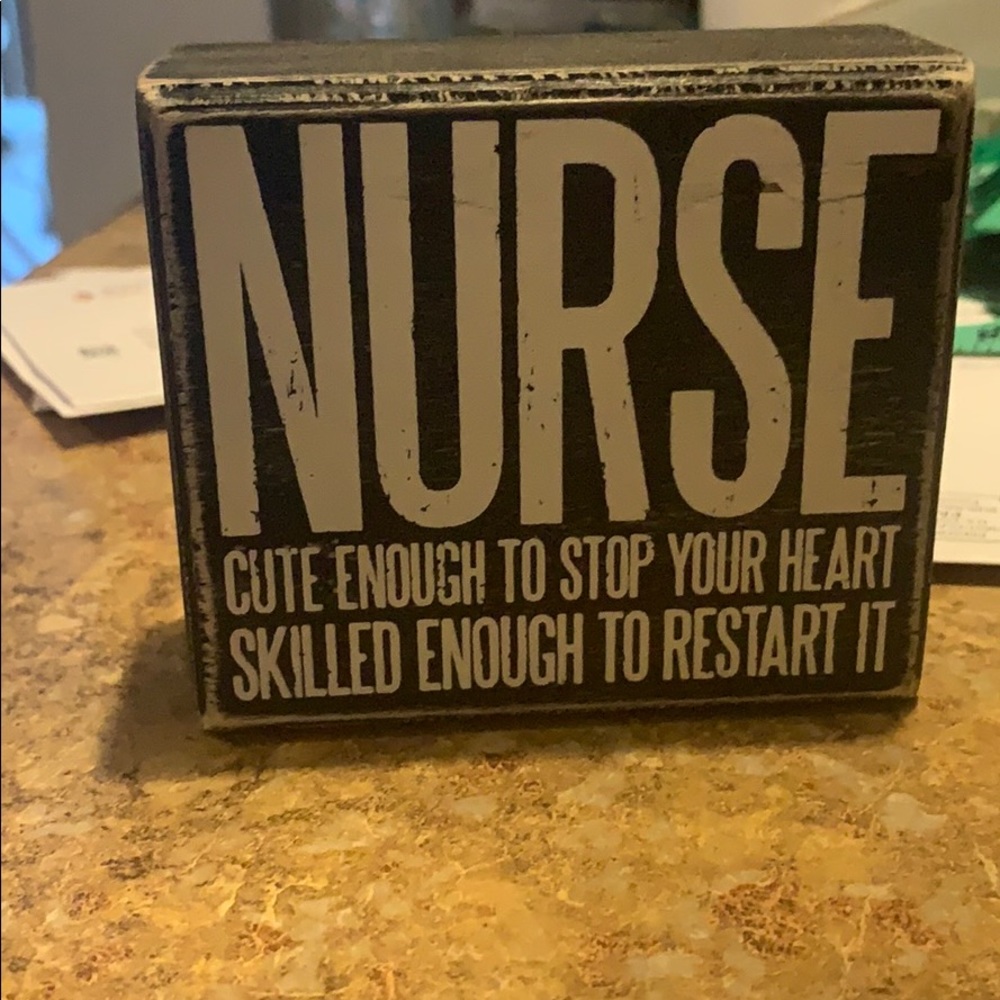 NURSE
CUTE ENOUGH TO STOP YOUR HEART
SKILLED ENOUGH TO RESTART IT